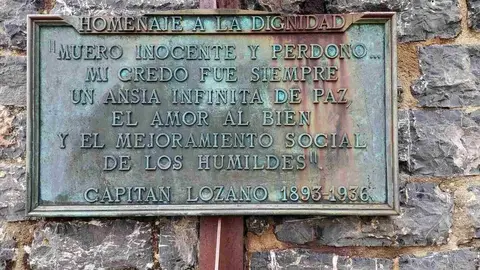 HOMENAJE A LA DIGNIDAD
"MUERO INOCENTE Y PERDONO...
MI CREDO FUE SIEMPRE
UN ANSIA INFINITA DE PAZ,
EL AMOR AL BIEN
Y EL MEJORAMIENTO SOCIAL
DE LOS HUMILDES"
CAPITAN LOZANO 1893-1936